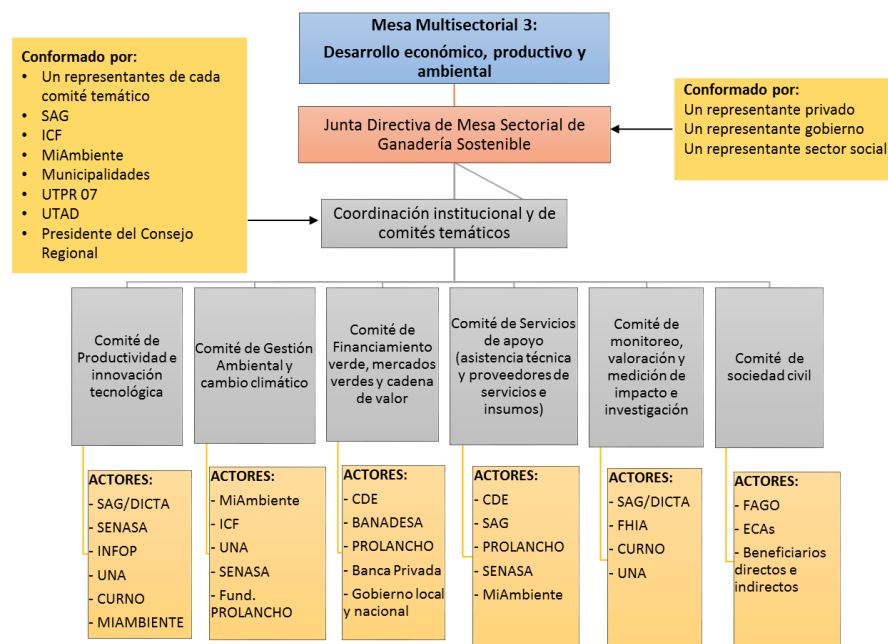 Mesa Multisectorial 3:
Desarrollo económico, productivo y
ambiental
Conformado por:
• Un representantes de cada
comité temático
• SAG
• ICF
• MiAmbiente
• Municipalidades
• UTPR 07
• UTAD
• Presidente del Consejo
Regional
Junta Directiva de Mesa Sectorial de
Ganadería Sostenible
Conformado por:
Un representante privado
Un representante gobierno
Un representante sector social
Coordinación institucional y de
comités temáticos
Comité de
Productividad e
innovación
tecnológica
Comité de Gestión
Ambiental y
cambio climático
Comité de
Financiamiento
verde, mercados
verdes y cadena
de valor
Comité de Servicios
de apoyo
(asistencia técnica
y proveedores de
servicios e
insumos)
Comité de
monitoreo,
valoración y
medición de
impacto e
investigación
Comité de
sociedad civil
ACTORES:
- SAG/DICTA
- SENASA
- INFOP
- UNA
- CURNO
- MIAMBIENTE
ACTORES:
- MiAmbiente
- ICF
- UNA
- SENASA
- Fund.
PROLANCHO
ACTORES:
- CDE
- BANADESA
- PROLANCHO
- Banca Privada
- Gobierno local
y nacional
ACTORES:
- CDE
- SAG
- PROLANCHO
- SENASA
- MiAmbiente
ACTORES:
- SAG/DICTA
- FHIA
- CURNO
- UNA
ACTORES:
- FAGO
- ECAs
- Beneficiarios
directos e
indirectos